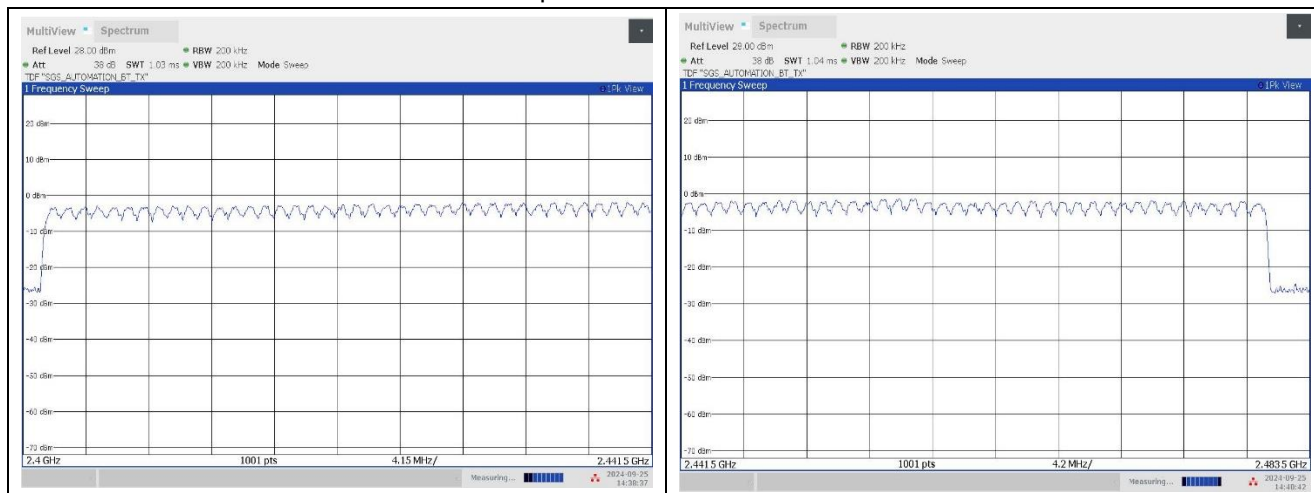 MultiView Spectrum
Ref Level 28.00 dBm RBW 200 kHz
Att 38 dB SWT 1.03 ms VBW 200 kHz Mode Sweep
TDF "SGS_AUTOMATION_BT_TX"
1 Frequency Sweep 1Pk View
20 dBm
10 dBm
0 dBm
-10 dBm
-20 dBm
-30 dBm
-40 dBm
-50 dBm
-60 dBm
-70 dBm
2.4 GHz 1001 pts 4.15 MHz/ 2.4415 GHz
Measuring... 2024-09-25
14:38:37
MultiView Spectrum
Ref Level 28.00 dBm RBW 200 kHz
Att 38 dB SWT 1.04 ms VBW 200 kHz Mode Sweep
TDF "SGS_AUTOMATION_BT_TX"
1 Frequency Sweep 1Pk View
20 dBm
10 dBm
0 dBm
-10 dBm
-20 dBm
-30 dBm
-40 dBm
-50 dBm
-60 dBm
-70 dBm
2.4415 GHz 1001 pts 4.2 MHz/ 2.4835 GHz
Measuring... 2024-09-25
14:40:42